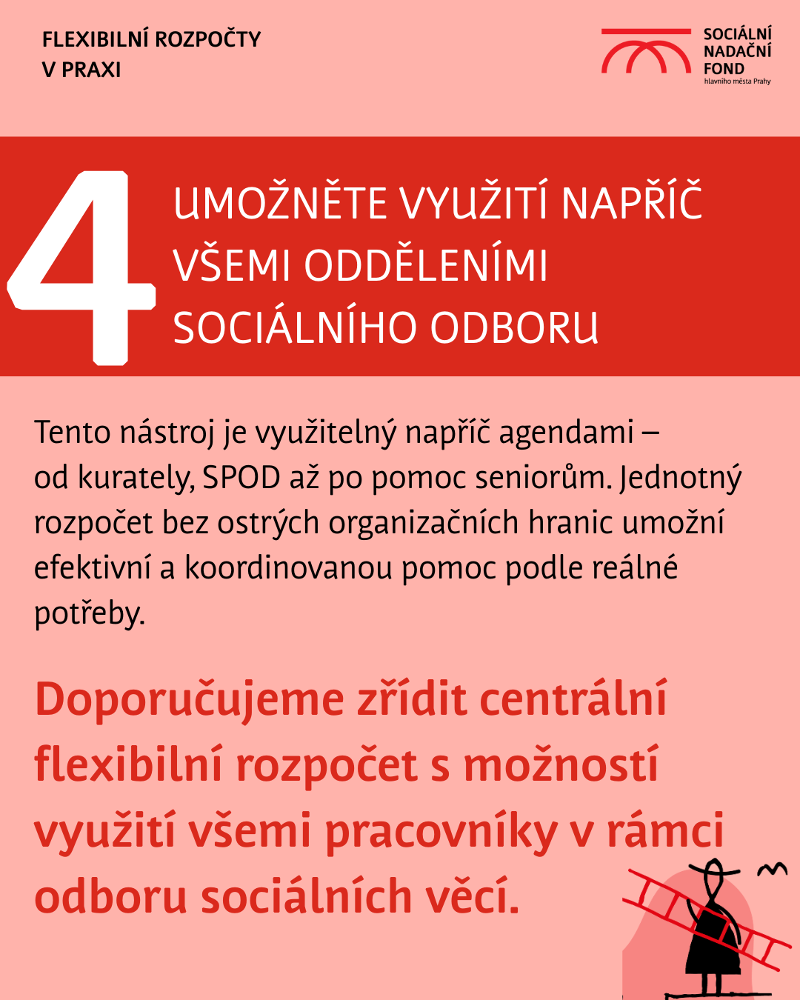 FLEXIBILNÍ ROZPOČTY
V PRAXI
SOCIÁLNÍ
NADAČNÍ
FOND
hlavního města Prahy
4
UMOŽNĚTE VYUŽITÍ NAPŘÍČ
VŠEMI ODDĚLENÍMI
SOCIÁLNÍHO ODBORU
Tento nástroj je využitelný napříč agendami –
od kurately, SPOD až po pomoc seniorům. Jednotný
rozpočet bez ostrých organizačních hranic umožní
efektivní a koordinovanou pomoc podle reálné
potřeby.
Doporučujeme zřídit centrální
flexibilní rozpočet s možností
využití všemi pracovníky v rámci
odboru sociálních věcí.